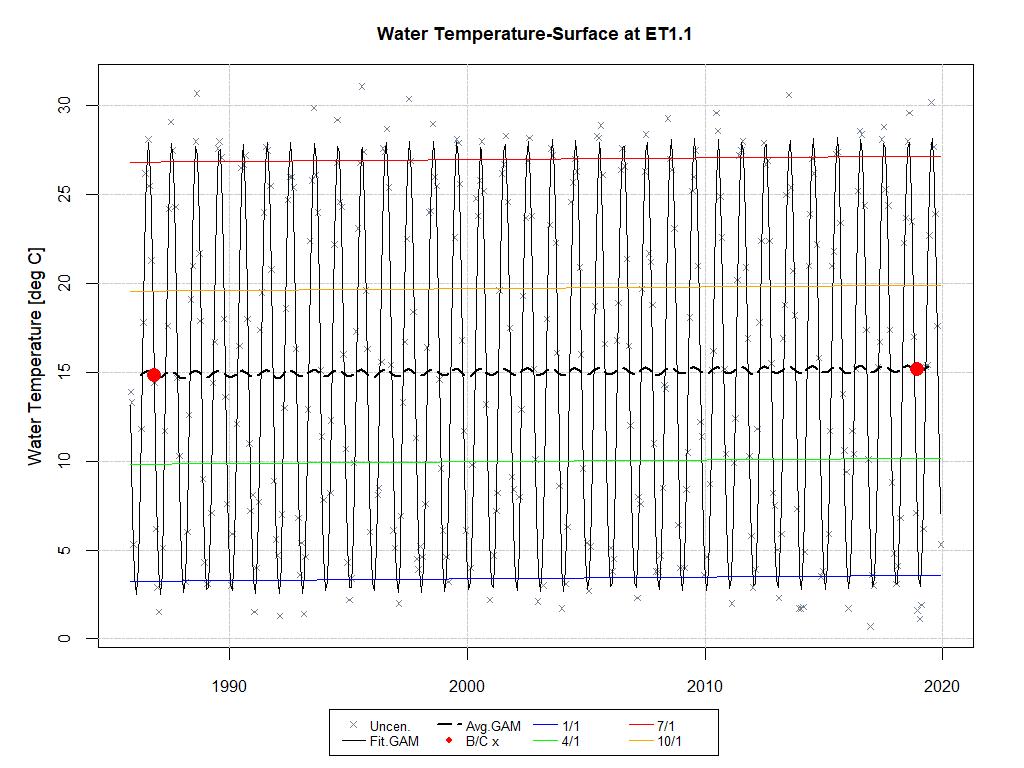 Water Temperature-Surface at ET1.1
Water Temperature [deg C]
30
25
20
15
10
5
0
1990 2000 2010 2020
Uncen. Avg.GAM 1/1 7/1
Fit.GAM B/C x 4/1 10/1